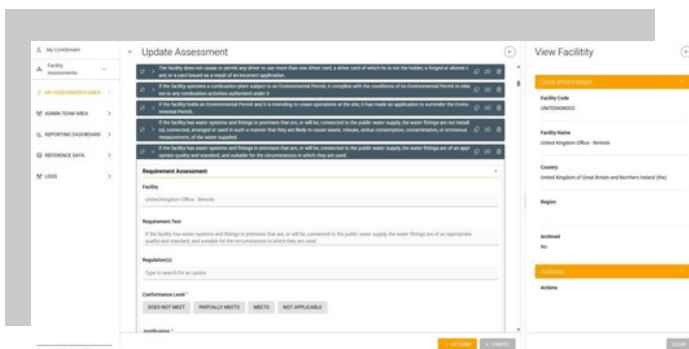 My CoreStream
Facility
Assessments
MY ASSESSMENTS AREA
ADMIN TEAM AREA
REPORTING DASHBOARD
REFERENCE DATA
LOGS
Update Assessment
The facility does not cause or permit any driver to use more than one driver card, a driver card of which he is not the holder, a forged or altered c
ard, or a card issued as a result of an incorrect application.
If the facility operates a combustion plant subject to an Environmental Permit, it complies with the conditions of its Environmental Permit in relat
ion to any combustion activities authorised under it
If the facility holds an Environmental Permit and it is intending to cease operations at the site, it has made an application to surrender the Enviro
nmental Permit.
If the facility has water systems and fittings in premises that are, or will be, connected to the public water supply, the water fittings are not install
ed, connected, arranged or used in such a manner that they are likely to cause waste, misuse, undue consumption, contamination, or erroneous
measurement, of the water supplied.
If the facility has water systems and fittings in premises that are, or will be, connected to the public water supply, the water fittings are of an appr
opriate quality and standard, and suitable for the circumstances in which they are used.
Requirement Assessment
Facility
United Kingdom Office - Remote
Requirement Text
If the facility has water systems and fittings in premises that are, or will be, connected to the public water supply, the water fittings are of an appropriate
quality and standard, and suitable for the circumstances in which they are used.
Regulation(s)
Type to search for an option
Conformance Level *
DOES NOT MEET PARTIALLY MEETS MEETS NOT APPLICABLE
Justification *
ACTIONS CANCEL
View Facilitity
Core Information
Facility Code
Facility Name
United Kingdom Office - Remote
Country
United Kingdom of Great Britain and Northern Ireland (the)
Region
Archived
No
Actions
Actions
CLOSE